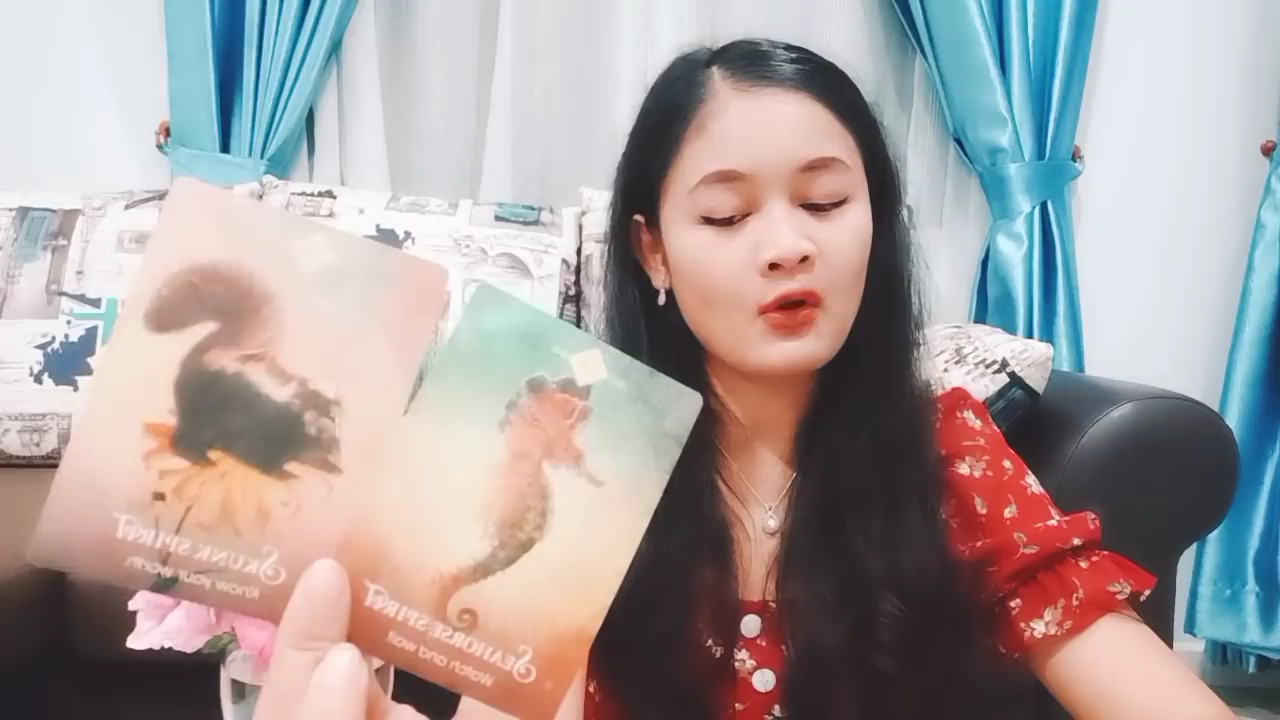 SKUNK SPIRIT
Know your worth
SEAHORSE SPIRIT
Watch and wait